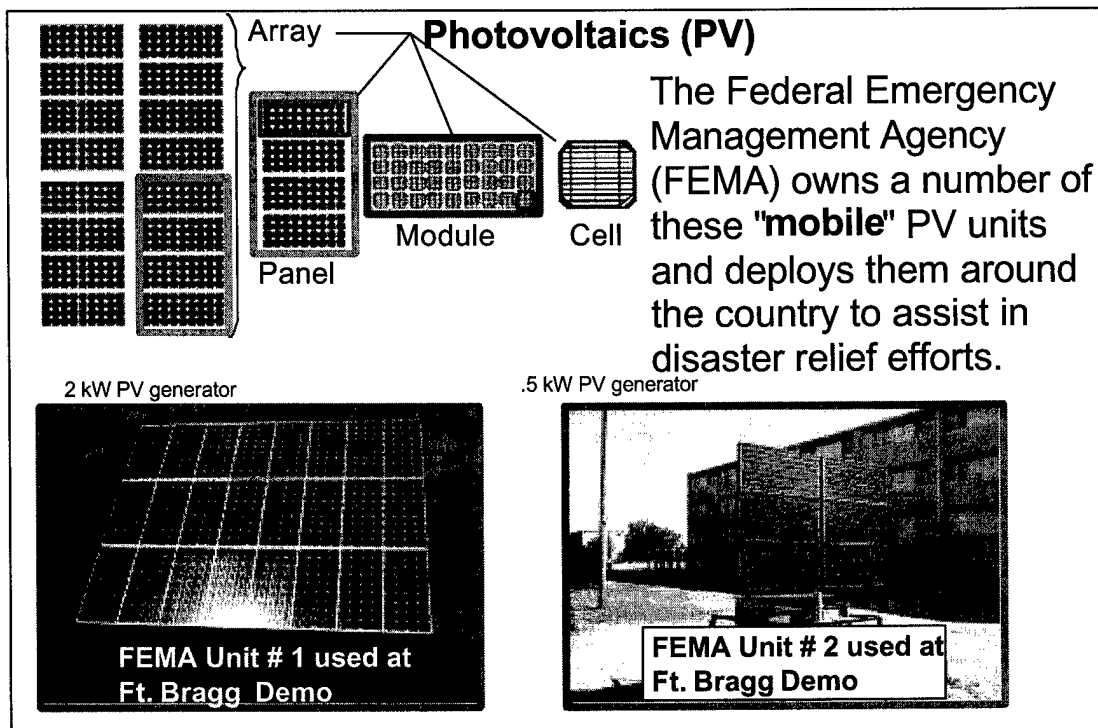 Array
Photovoltaics (PV)
Panel
Module
Cell
The Federal Emergency
Management Agency
(FEMA) owns a number of
these "mobile" PV units
and deploys them around
the country to assist in
disaster relief efforts.
2 kW PV generator
.5 kW PV generator
FEMA Unit # 1 used at
Ft. Bragg Demo
FEMA Unit # 2 used at
Ft. Bragg Demo